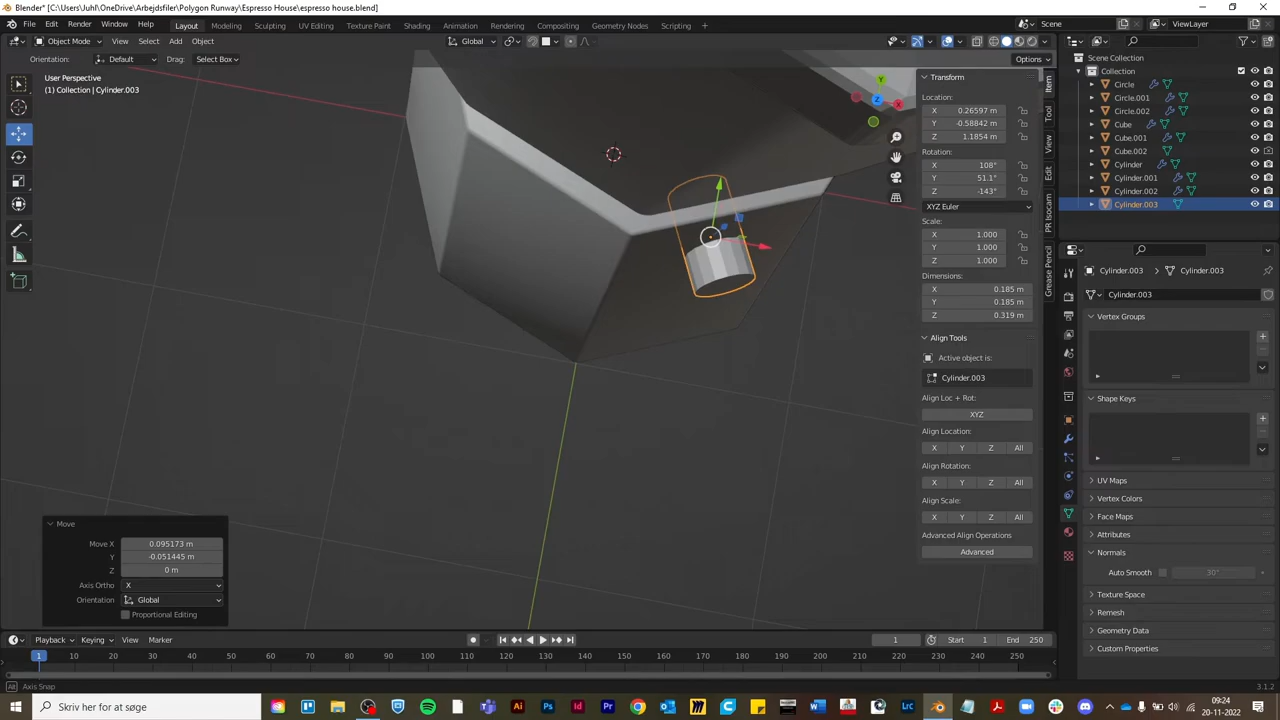 Blender* [C:\Users\Juhl\OneDrive\Arbejdsfiler\Polygon Runway\Espresso House\espresso house.blend]
File Edit Render Window Help Layout Modeling Sculpting UV Editing Texture Paint Shading Animation Rendering Compositing Geometry Nodes Scripting + Scene ViewLayer
Object Mode View Select Add Object Global
Orientation: Default Drag: Select Box Options
User Perspective
(1) Collection | Cylinder.003
Y
Z
X
Transform
Location:
X 0.26597 m
Y -0.58842 m
Z 1.1854 m
Rotation:
X 108°
Y 51.1°
Z -143°
XYZ Euler
Scale:
X 1.000
Y 1.000
Z 1.000
Dimensions:
X 0.185 m
Y 0.185 m
Z 0.319 m
Align Tools
Active object is:
Cylinder.003
Align Loc + Rot:
XYZ
Align Location:
X Y Z All
Align Rotation:
X Y Z All
Align Scale:
X Y Z All
Advanced Align Operations
Advanced
Item
Tool
View
Edit
PR Isocam
Grease Pencil
Scene Collection
Collection
Circle
Circle.001
Circle.002
Cube
Cube.001
Cube.002
Cylinder
Cylinder.001
Cylinder.002
Cylinder.003
Cylinder.003 > Cylinder.003
Cylinder.003
Vertex Groups
Shape Keys
UV Maps
Vertex Colors
Face Maps
Attributes
Normals
Auto Smooth 30°
Texture Space
Remesh
Geometry Data
Custom Properties
Move
Move X 0.095173 m
Y -0.051445 m
Z 0 m
Axis Ortho X
Orientation Global
Proportional Editing
Playback Keying View Marker 1 Start 1 End 250
1 10 20 30 40 50 60 70 80 90 100 110 120 130 140 150 160 170 180 190 200 210 220 230 240 250
Axis Snap 3.1.2
Skriv her for at søge
09:24
20-11-2022